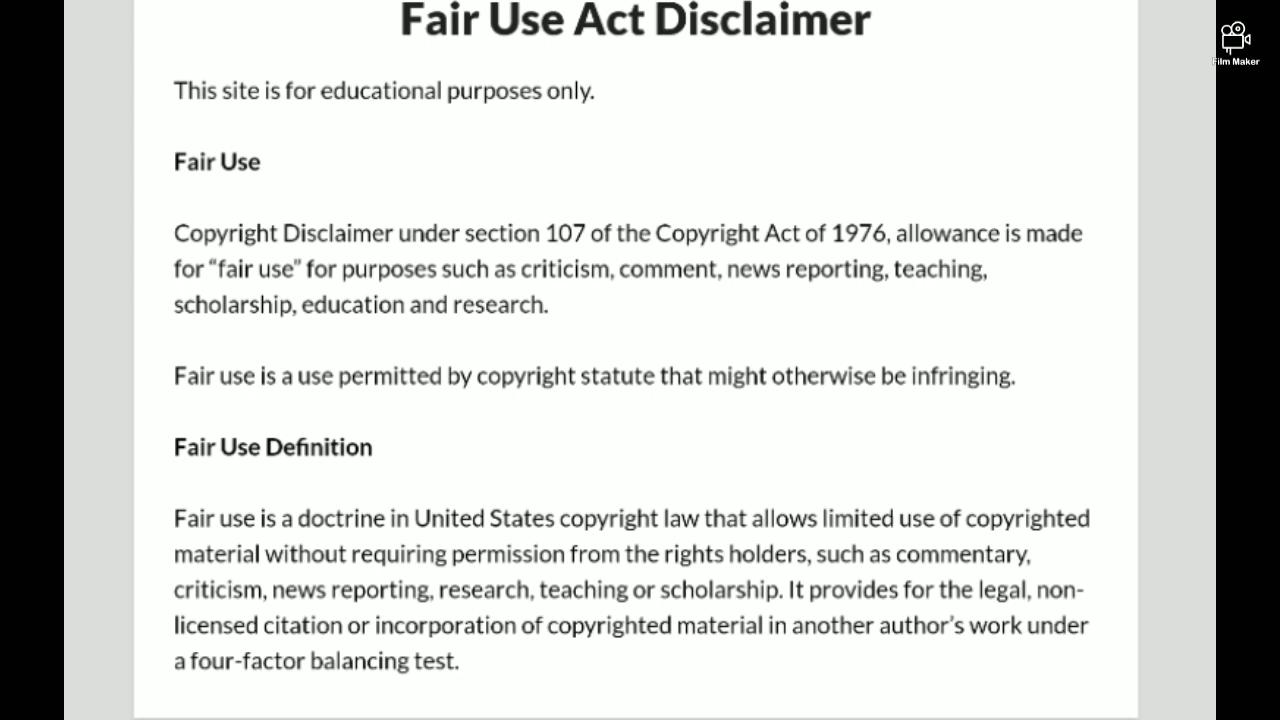 Fair Use Act Disclaimer
Film Maker
This site is for educational purposes only.
Fair Use
Copyright Disclaimer under section 107 of the Copyright Act of 1976, allowance is made
for “fair use” for purposes such as criticism, comment, news reporting, teaching,
scholarship, education and research.
Fair use is a use permitted by copyright statute that might otherwise be infringing.
Fair Use Definition
Fair use is a doctrine in United States copyright law that allows limited use of copyrighted
material without requiring permission from the rights holders, such as commentary,
criticism, news reporting, research, teaching or scholarship. It provides for the legal, non-
licensed citation or incorporation of copyrighted material in another author’s work under
a four-factor balancing test.